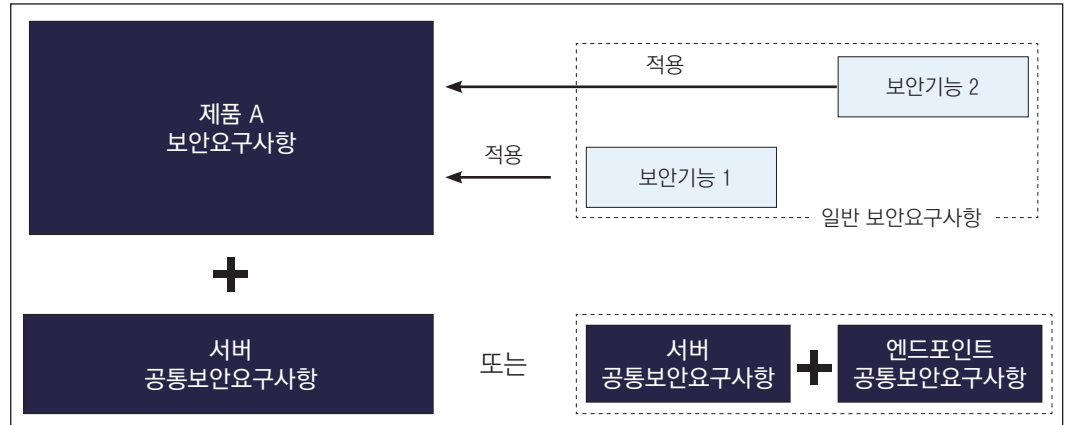 제품 A
보안요구사항
적용
보안기능 2
적용
보안기능 1
일반 보안요구사항
서버
공통보안요구사항
또는
서버
공통보안요구사항
엔드포인트
공통보안요구사항